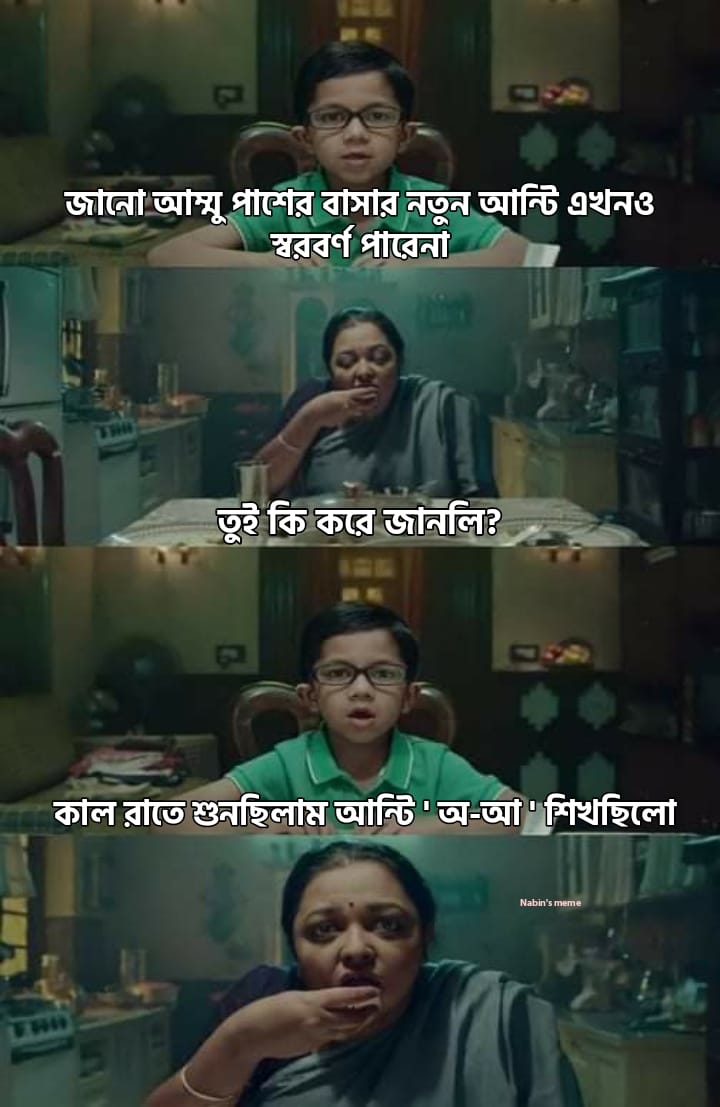 জানো আম্মু পাশের বাসার নতুন আন্টি এখনও
স্বরবর্ণ পারেনা
তুই কি করে জানলি?
কাল রাতে শুনছিলাম আন্টি ' অ-আ ' শিখছিলো
Nabin's meme